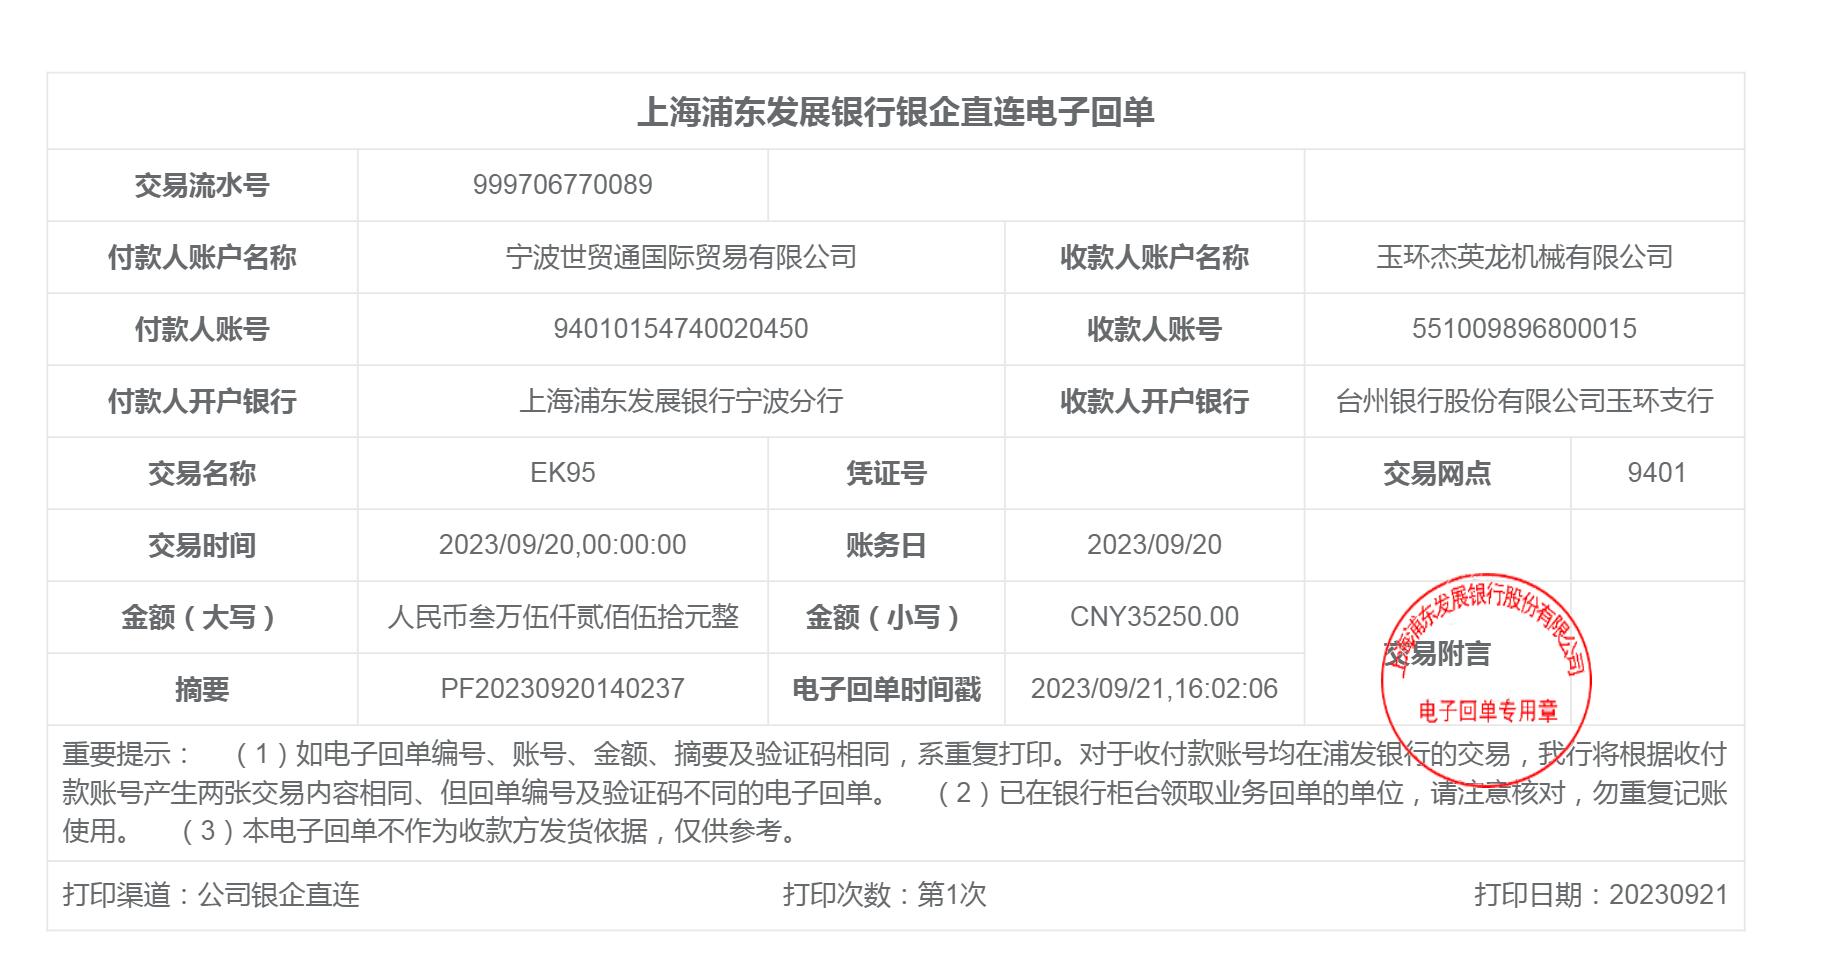 上海浦东发展银行银企直连电子回单
交易流水号 999706770089
付款人账户名称 宁波世贸通国际贸易有限公司 收款人账户名称 玉环杰英龙机械有限公司
付款人账号 94010154740020450 收款人账号 551009896800015
付款人开户银行 上海浦东发展银行宁波分行 收款人开户银行 台州银行股份有限公司玉环支行
交易名称 EK95 凭证号 交易网点 9401
交易时间 2023/09/20,00:00:00 账务日 2023/09/20
金额（大写） 人民币叁万伍仟贰佰伍拾元整 金额（小写） CNY35250.00
交易附言
摘要 PF20230920140237 电子回单时间戳 2023/09/21,16:02:06
上海浦东发展银行股份有限公司
电子回单专用章
重要提示： （1）如电子回单编号、账号、金额、摘要及验证码相同，系重复打印。对于收付款账号均在浦发银行的交易，我行将根据收付
款账号产生两张交易内容相同、但回单编号及验证码不同的电子回单。 （2）已在银行柜台领取业务回单的单位，请注意核对，勿重复记账
使用。 （3）本电子回单不作为收款方发货依据，仅供参考。
打印渠道：公司银企直连 打印次数：第1次 打印日期：20230921